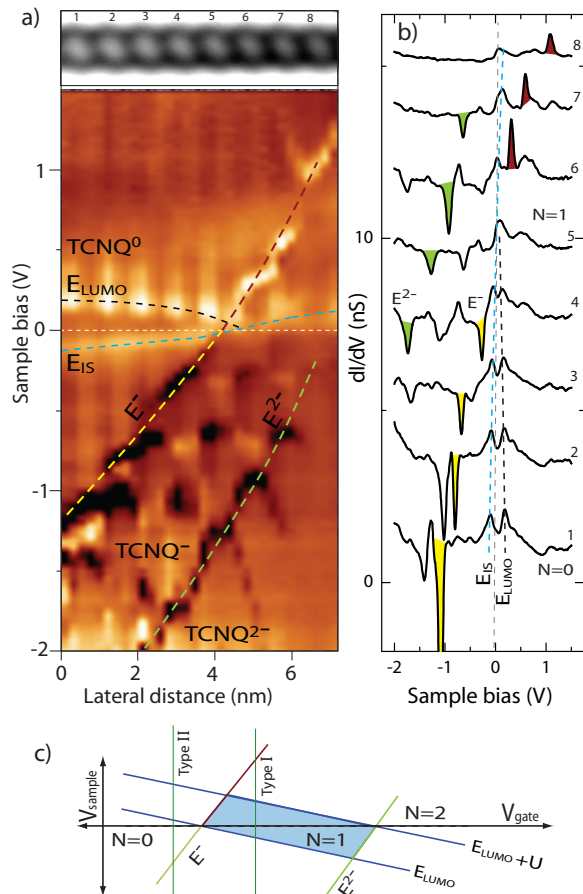 a)
1 2 3 4 5 6 7 8
1
0
-1
-2
Sample bias (V)
TCNQ⁰
E_LUMO
E_IS
E⁻
E²⁻
TCNQ⁻
TCNQ²⁻
0 2 4 6
Lateral distance (nm)
b)
8
7
6
N=1
5
E²⁻ E⁻
4
3
2
1
E_IS
E_LUMO
N=0
10
0
dI/dV (nS)
-2 -1 0 1
Sample bias (V)
c)
V_sample
Type II
Type I
V_gate
N=0
N=1
N=2
E⁻
E²⁻
E_LUMO+U
E_LUMO